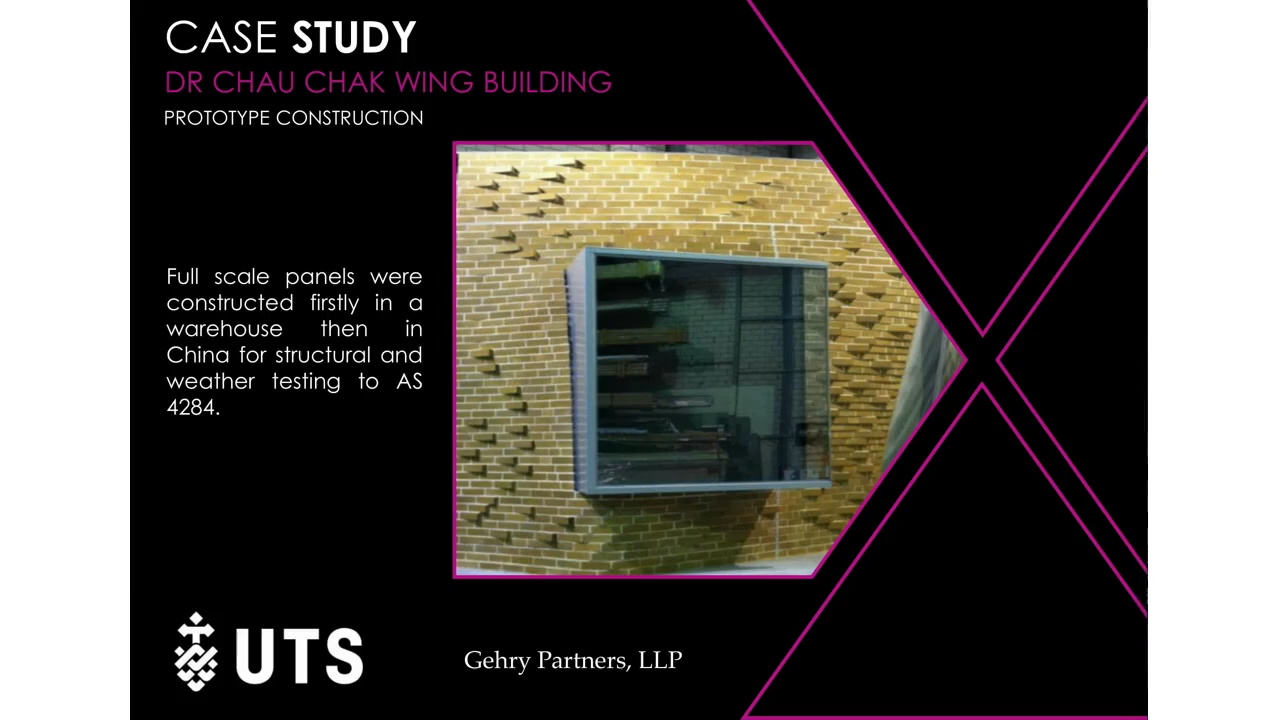 CASE STUDY
DR CHAU CHAK WING BUILDING
PROTOTYPE CONSTRUCTION
Full scale panels were
constructed firstly in a
warehouse then in
China for structural and
weather testing to AS
4284.
UTS
Gehry Partners, LLP